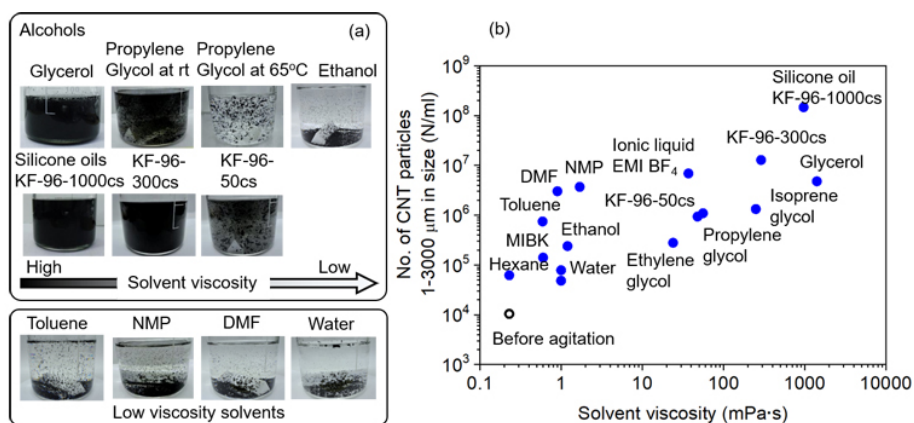 Alcohols
(a)
Glycerol
Propylene
Glycol at rt
Propylene
Glycol at 65°C
Ethanol
Silicone oils
KF-96-1000cs
KF-96-
300cs
KF-96-
50cs
High
Solvent viscosity
Low
Toluene
NMP
DMF
Water
Low viscosity solvents
(b)
No. of CNT particles
1-3000 μm in size (N/ml)
10⁹
10⁸
10⁷
10⁶
10⁵
10⁴
10³
Silicone oil
KF-96-1000cs
Ionic liquid
EMI BF₄
KF-96-300cs
Glycerol
DMF
NMP
Toluene
KF-96-50cs
Isoprene
glycol
MIBK
Ethanol
Propylene
glycol
Hexane
Water
Ethylene
glycol
Before agitation
0.1
1
10
100
1000
10000
Solvent viscosity (mPa·s)